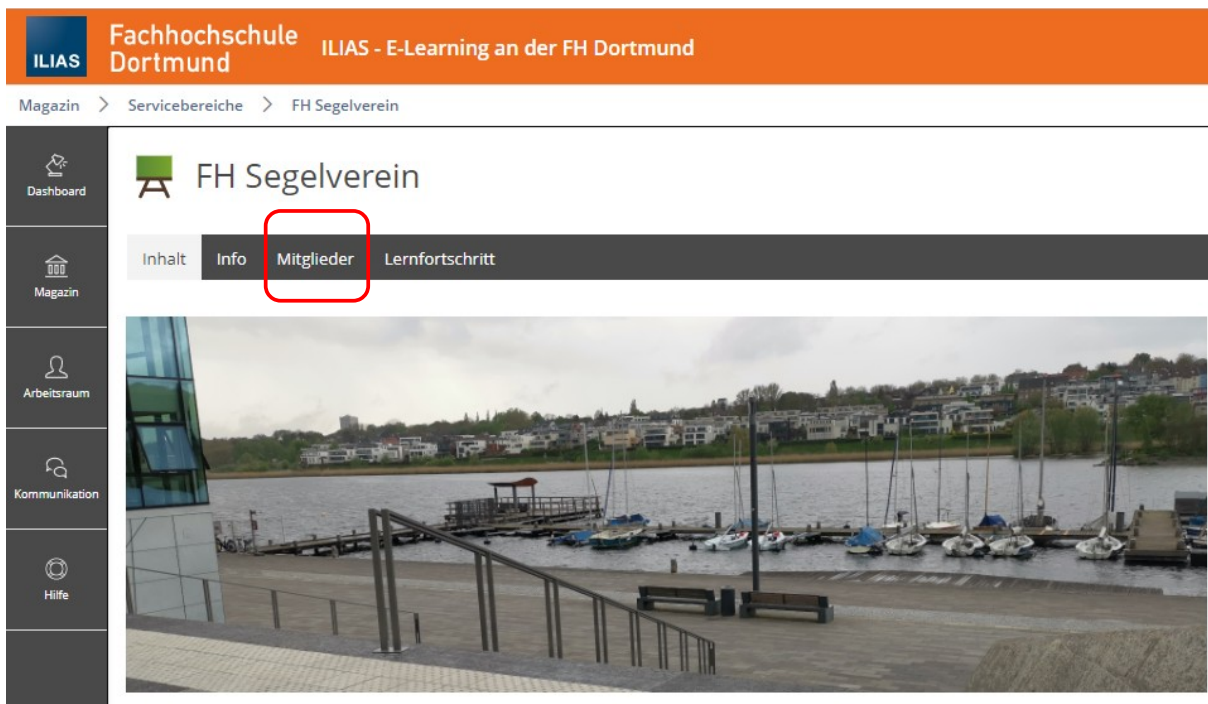 ILIAS
Fachhochschule
Dortmund
ILIAS - E-Learning an der FH Dortmund
Magazin > Servicebereiche > FH Segelverein
Dashboard
Magazin
Arbeitsraum
Kommunikation
Hilfe
FH Segelverein
Inhalt Info Mitglieder Lernfortschritt